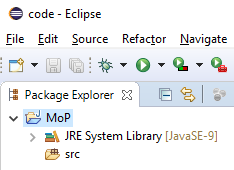 code - Eclipse
File Edit Source Refactor Navigate
Package Explorer
MoP
JRE System Library [JavaSE-9]
src